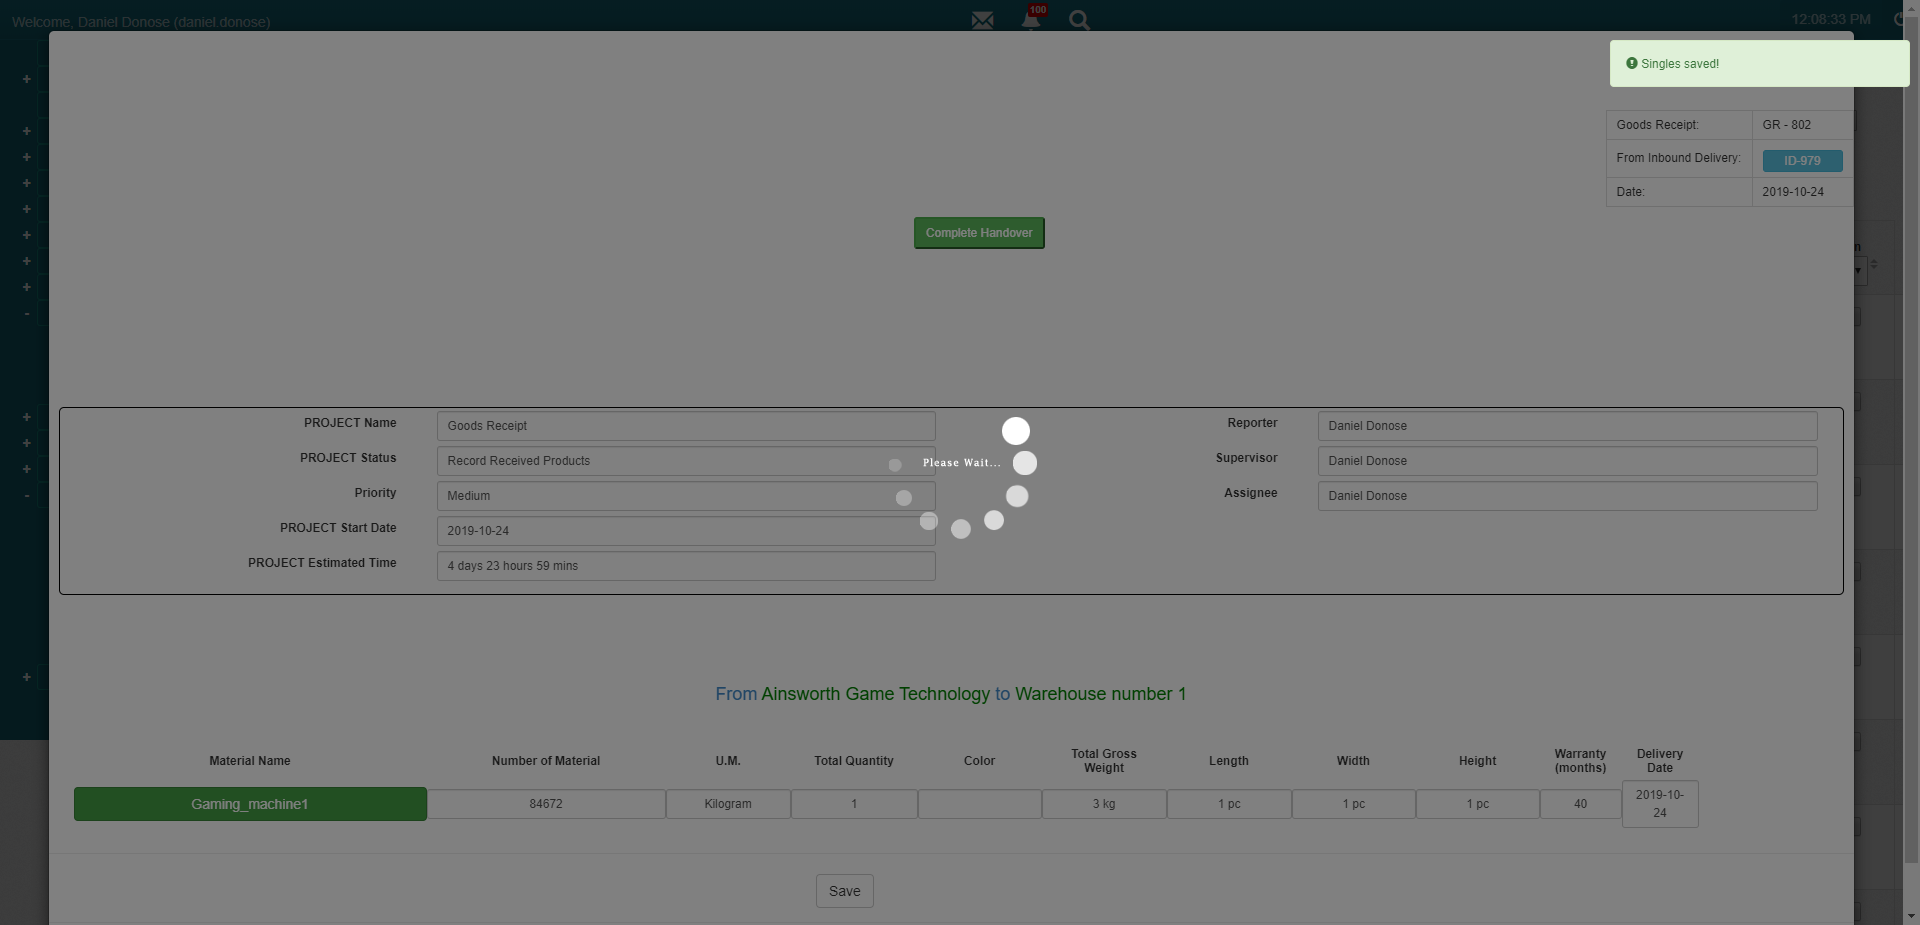 Welcome, Daniel Donose (daniel.donose)
100
12:08:33 PM
Singles saved!
Goods Receipt: GR - 802
From Inbound Delivery: ID-979
Date: 2019-10-24
Complete Handover
n
PROJECT Name Goods Receipt Reporter Daniel Donose
PROJECT Status Record Received Products Supervisor Daniel Donose
Please Wait...
Priority Medium Assignee Daniel Donose
PROJECT Start Date 2019-10-24
PROJECT Estimated Time 4 days 23 hours 59 mins
From Ainsworth Game Technology to Warehouse number 1
Material Name Number of Material U.M. Total Quantity Color Total Gross Weight Length Width Height Warranty (months) Delivery Date
Gaming_machine1 84672 Kilogram 1 3 kg 1 pc 1 pc 1 pc 40 2019-10-24
Save